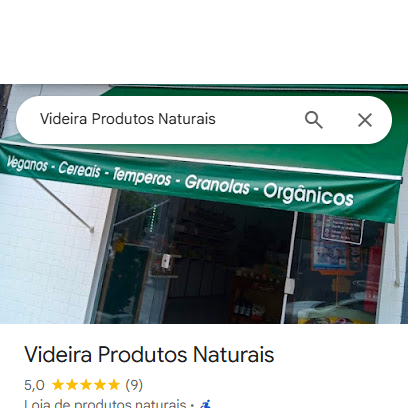 Videira Produtos Naturais
Veganos - Cereais - Temperos - Granolas - Orgânicos
Videira Produtos Naturais
5,0 (9)
Loja de produtos naturais ·